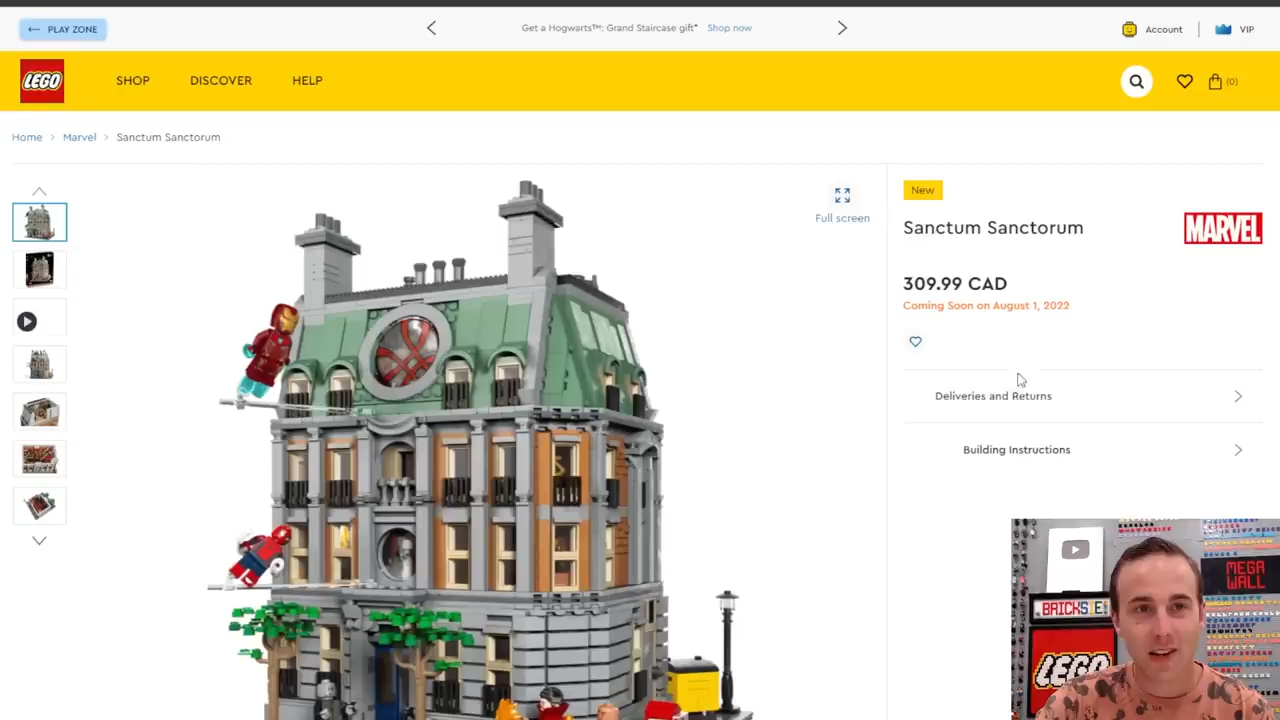 PLAY ZONE
Get a Hogwarts™: Grand Staircase gift* Shop now
Account
VIP
LEGO
SHOP
DISCOVER
HELP
(0)
Home > Marvel > Sanctum Sanctorum
Full screen
New
Sanctum Sanctorum
MARVEL
309.99 CAD
Coming Soon on August 1, 2022
Deliveries and Returns
Building Instructions
MEGA
WALL
BRICKSIE
LEGO